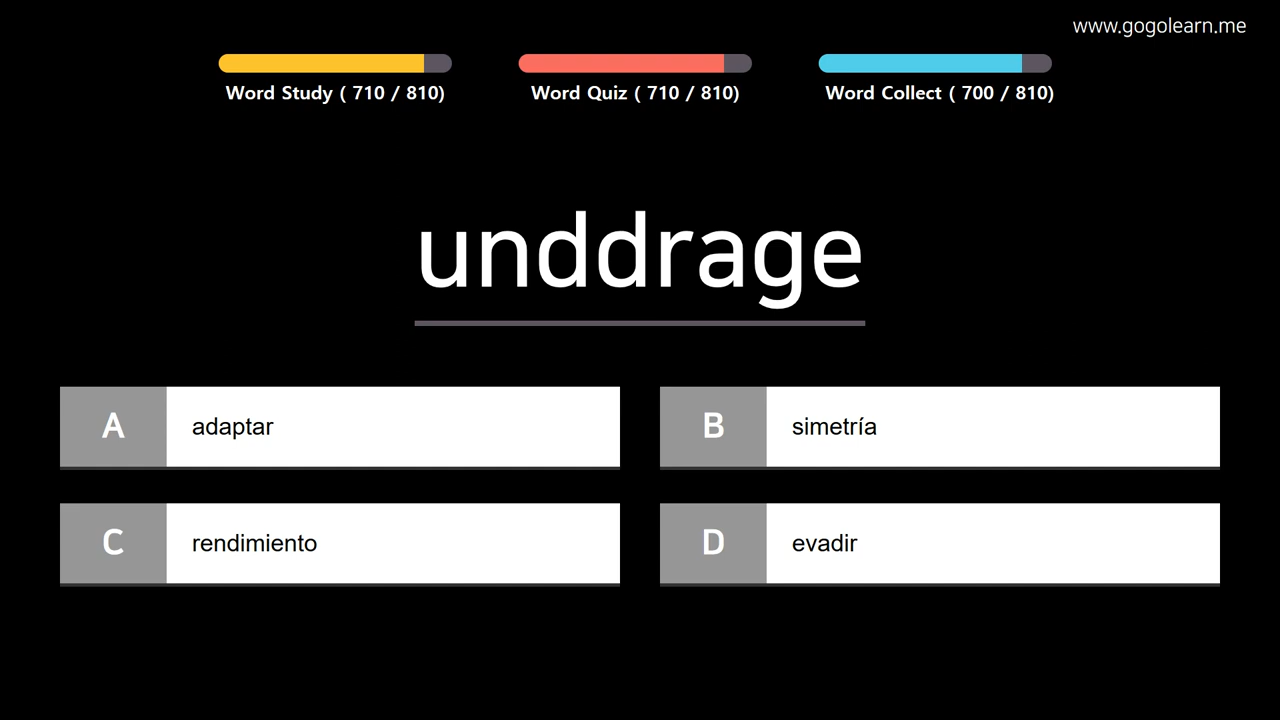 www.gogolearn.me
Word Study ( 710 / 810)
Word Quiz ( 710 / 810)
Word Collect ( 700 / 810)
unddrage
A adaptar
B simetría
C rendimiento
D evadir